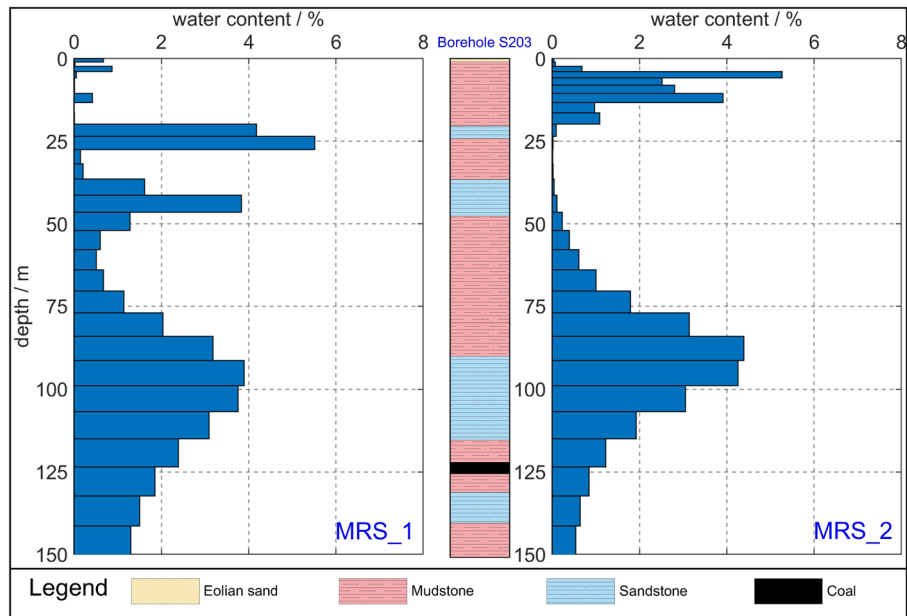 water content / %
Borehole S203
water content / %
0 2 4 6 8
0 2 4 6 8
depth / m
0
25
50
75
100
125
150
MRS_1
0
25
50
75
100
125
150
MRS_2
Legend
Eolian sand
Mudstone
Sandstone
Coal